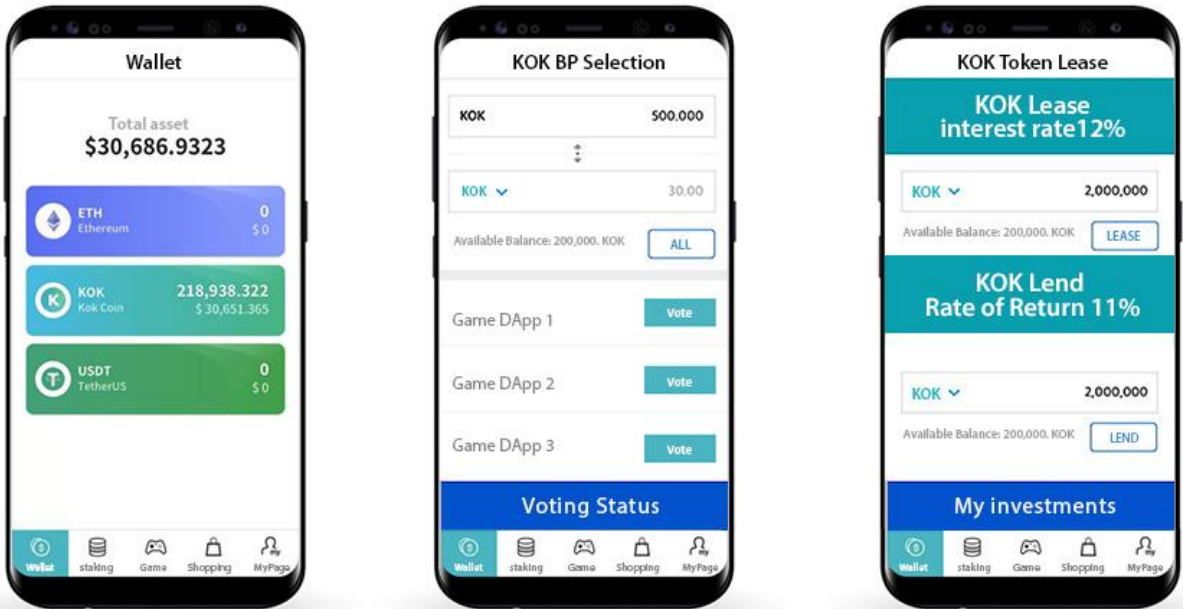 Wallet
Total asset
$30,686.9323
ETH
0
Ethereum
$ 0
KOK
218,938.322
Kok Coin
$ 30,651.365
USDT
0
TetherUS
$ 0
Wallet
staking
Game
Shopping
MyPage
my
KOK BP Selection
KOK
500.000
KOK
30.00
Available Balance: 200,000. KOK
ALL
Game DApp 1
Vote
Game DApp 2
Vote
Game DApp 3
Vote
Voting Status
Wallet
staking
Game
Shopping
MyPage
my
KOK Token Lease
KOK Lease
interest rate12%
KOK
2,000,000
Available Balance: 200,000. KOK
LEASE
KOK Lend
Rate of Return 11%
KOK
2,000,000
Available Balance: 200,000. KOK
LEND
My investments
Wallet
staking
Game
Shopping
MyPage
my